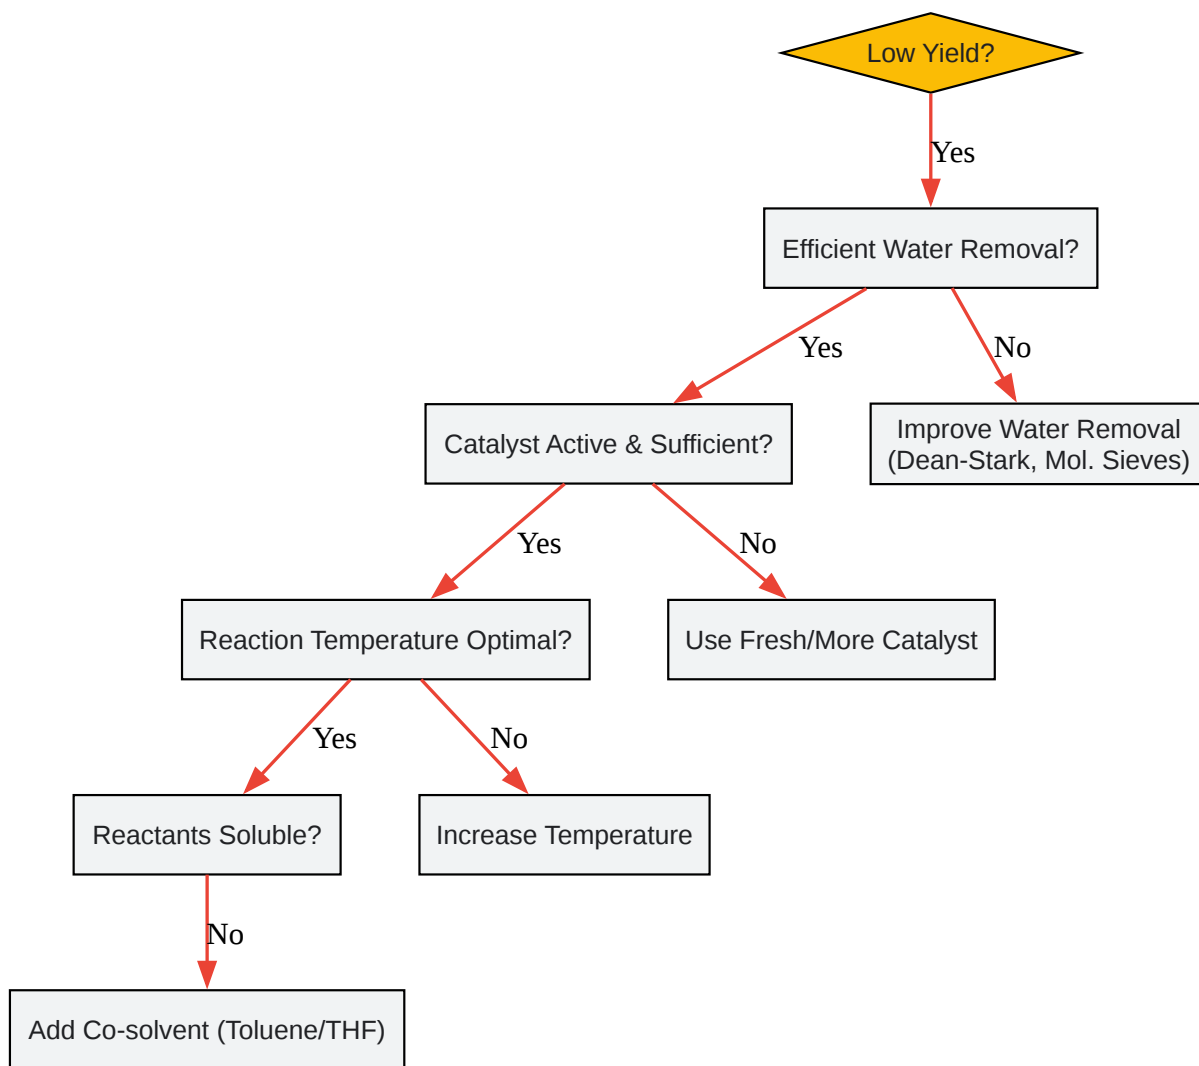 Low Yield?
Yes
Efficient Water Removal?
Yes
No
Catalyst Active & Sufficient?
Improve Water Removal
(Dean-Stark, Mol. Sieves)
Yes
No
Reaction Temperature Optimal?
Use Fresh/More Catalyst
Yes
No
Reactants Soluble?
Increase Temperature
No
Add Co-solvent (Toluene/THF)